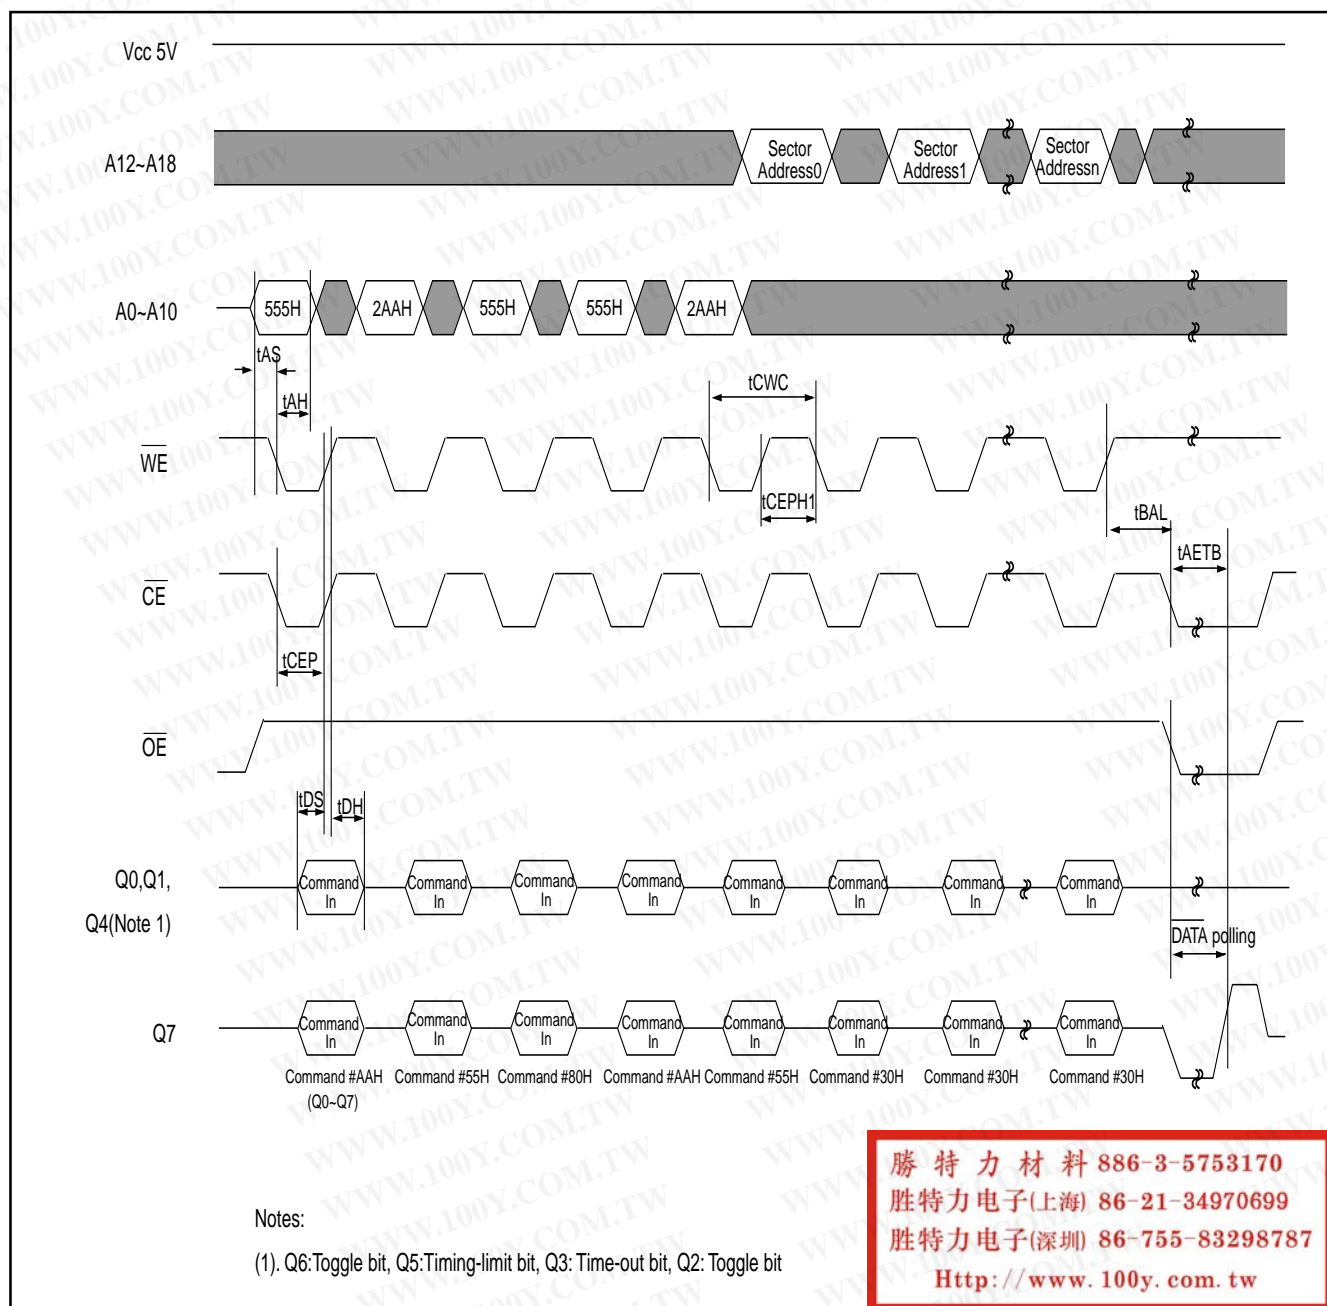 Vcc 5V
A12~A18
Sector Address0
Sector Address1
Sector Addressn
A0~A10
555H
2AAH
555H
555H
2AAH
tAS
tAH
tCWC
WE
tCEPH1
tBAL
tAETB
CE
tCEP
OE
tDS
tDH
Q0,Q1,
Q4(Note 1)
Command In
Command In
Command In
Command In
Command In
Command In
Command In
Command In
DATA polling
Q7
Command In
Command In
Command In
Command In
Command In
Command In
Command In
Command In
Command #AAH
Command #55H
Command #80H
Command #AAH
Command #55H
Command #30H
Command #30H
Command #30H
(Q0~Q7)
Notes:
(1). Q6:Toggle bit, Q5:Timing-limit bit, Q3: Time-out bit, Q2: Toggle bit
勝 特 力 材 料 886-3-5753170
胜特力电子(上海) 86-21-34970699
胜特力电子(深圳) 86-755-83298787
Http://www.100y.com.tw
WWW.100Y.COM.TW